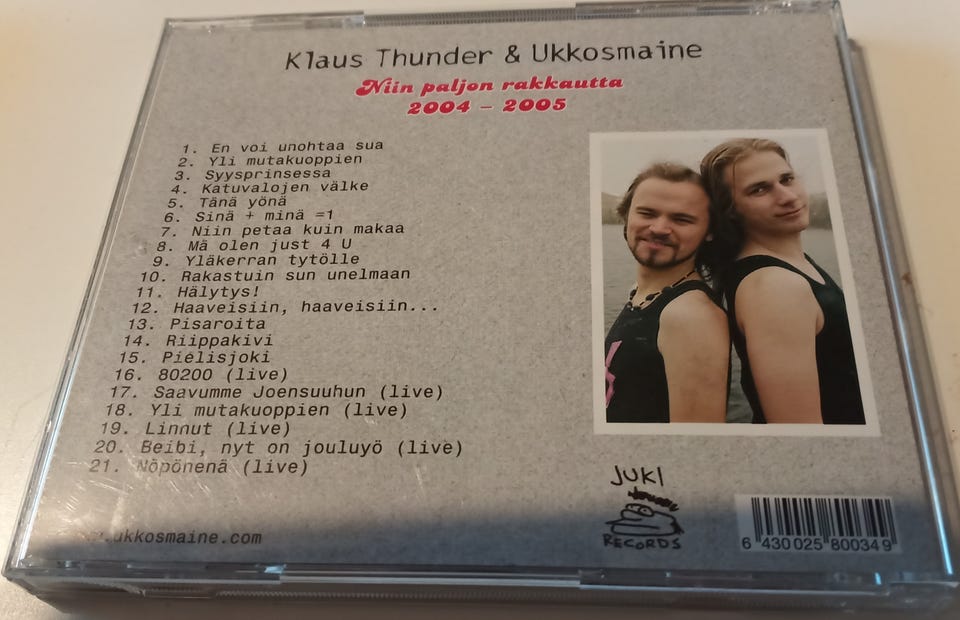 Klaus Thunder & Ukkosmaine
Niin paljon rakkautta
2004 – 2005
1. En voi unohtaa sua
2. Yli mutakuoppien
3. Syysprinsessa
4. Katuvalojen välke
5. Tänä yönä
6. Sinä + minä =1
7. Niin petaa kuin makaa
8. Mä olen just 4 U
9. Yläkerran tytölle
10. Rakastuin sun unelmaan
11. Hälytys!
12. Haaveisiin, haaveisiin...
13. Pisaroita
14. Riippakivi
15. Pielisjoki
16. 80200 (live)
17. Saavumme Joensuuhun (live)
18. Yli mutakuoppien (live)
19. Linnut (live)
20. Beibi, nyt on jouluyö (live)
21. Nöpönenä (live)
.ukkosmaine.com
JUKI
RECORDS
6 430025 800349